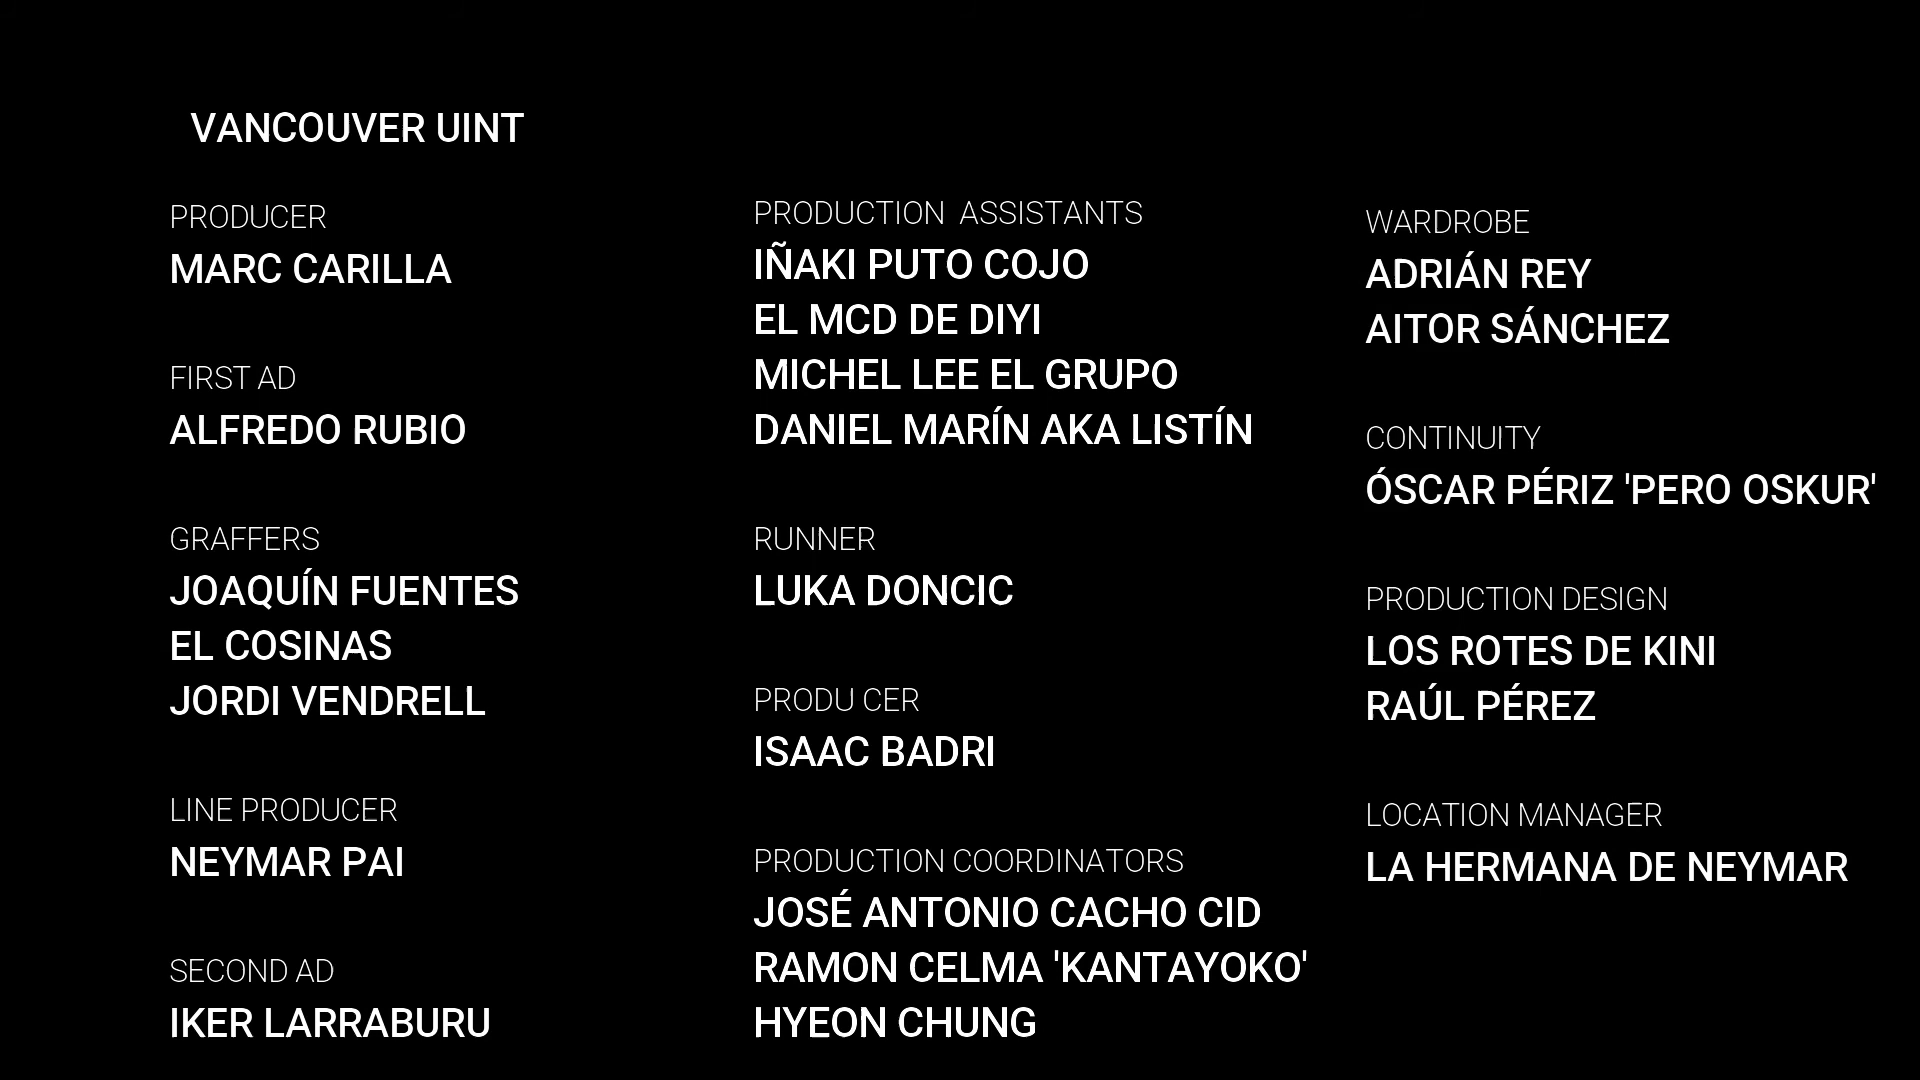 VANCOUVER UINT
PRODUCER
MARC CARILLA
FIRST AD
ALFREDO RUBIO
GRAFFERS
JOAQUÍN FUENTES
EL COSINAS
JORDI VENDRELL
LINE PRODUCER
NEYMAR PAI
SECOND AD
IKER LARRABURU
PRODUCTION  ASSISTANTS
IÑAKI PUTO COJO
EL MCD DE DIYI
MICHEL LEE EL GRUPO
DANIEL MARÍN AKA LISTÍN
RUNNER
LUKA DONCIC
PRODU CER
ISAAC BADRI
PRODUCTION COORDINATORS
JOSÉ ANTONIO CACHO CID
RAMON CELMA 'KANTAYOKO'
HYEON CHUNG
WARDROBE
ADRIÁN REY
AITOR SÁNCHEZ
CONTINUITY
ÓSCAR PÉRIZ 'PERO OSKUR'
PRODUCTION DESIGN
LOS ROTES DE KINI
RAÚL PÉREZ
LOCATION MANAGER
LA HERMANA DE NEYMAR